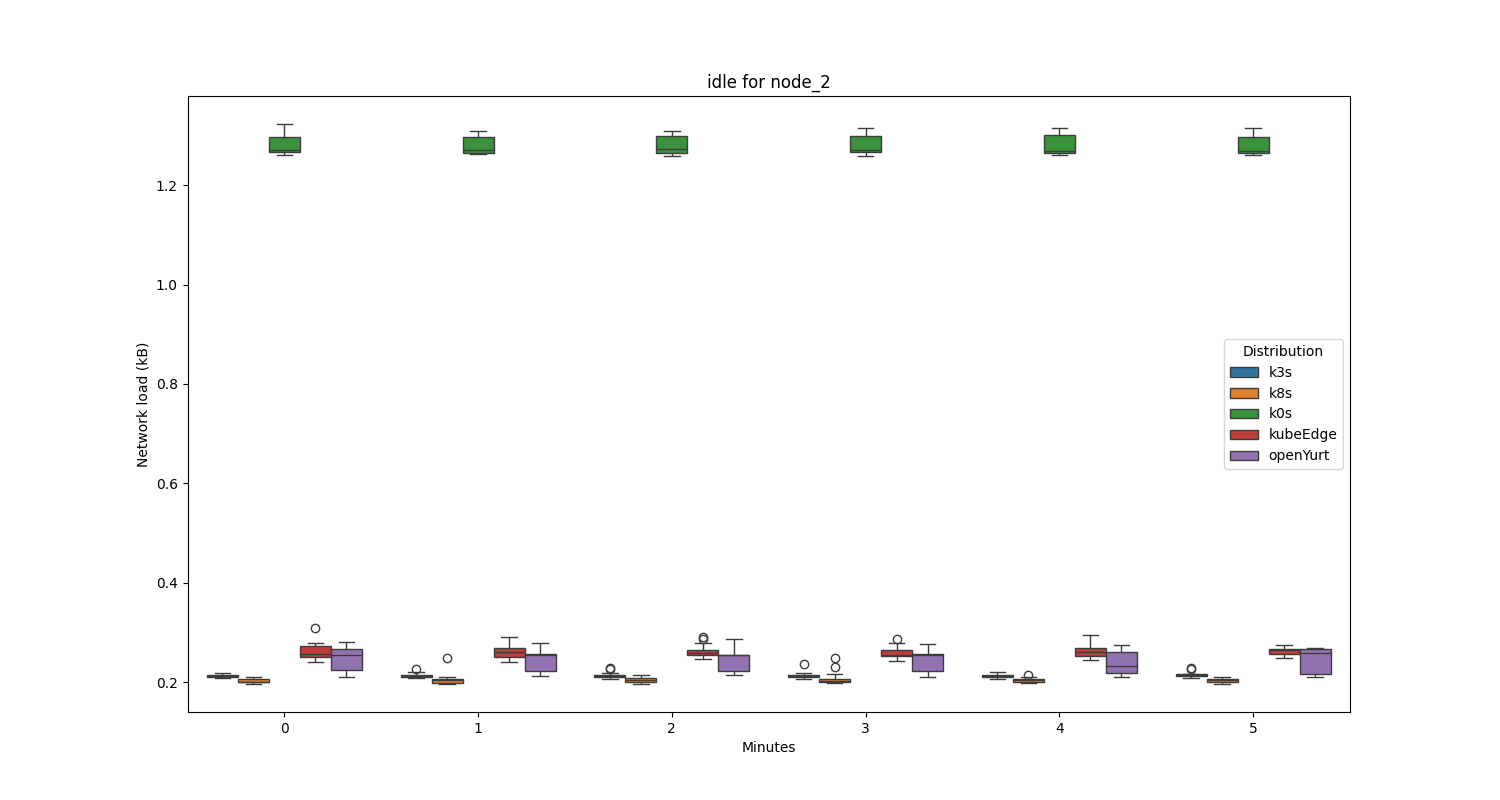 idle for node_2
Network load (kB)
1.2
1.0
0.8
0.6
0.4
0.2
Distribution
k3s
k8s
k0s
kubeEdge
openYurt
0 1 2 3 4 5
Minutes